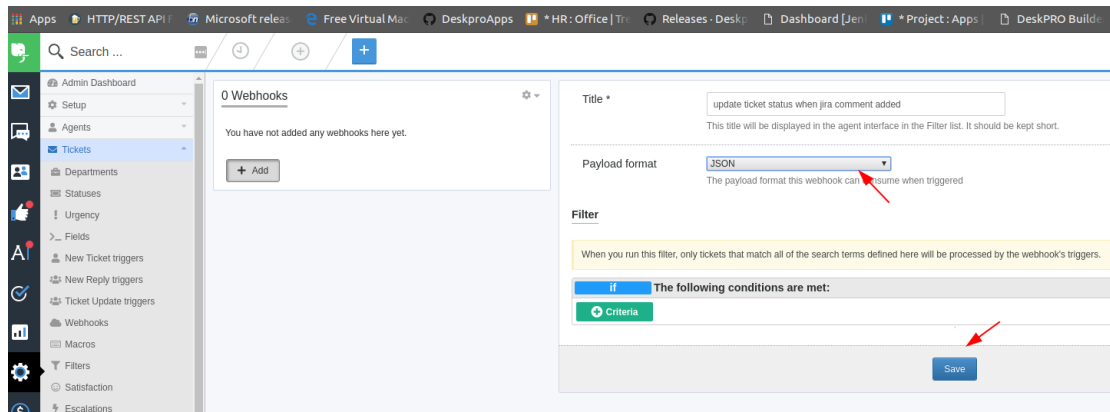 Apps HTTP/REST API F Microsoft releas Free Virtual Mac DeskproApps * HR : Office | Tre Releases · Deskp Dashboard [Jen * Project : Apps | DeskPRO Builde
Search ...
Admin Dashboard
Setup
Agents
Tickets
Departments
Statuses
Urgency
Fields
New Ticket triggers
New Reply triggers
Ticket Update triggers
Webhooks
Macros
Filters
Satisfaction
Escalations
0 Webhooks
You have not added any webhooks here yet.
+ Add
Title *
update ticket status when jira comment added
This title will be displayed in the agent interface in the Filter list. It should be kept short.
Payload format
JSON
The payload format this webhook can consume when triggered
Filter
When you run this filter, only tickets that match all of the search terms defined here will be processed by the webhook's triggers.
if The following conditions are met:
Criteria
Save